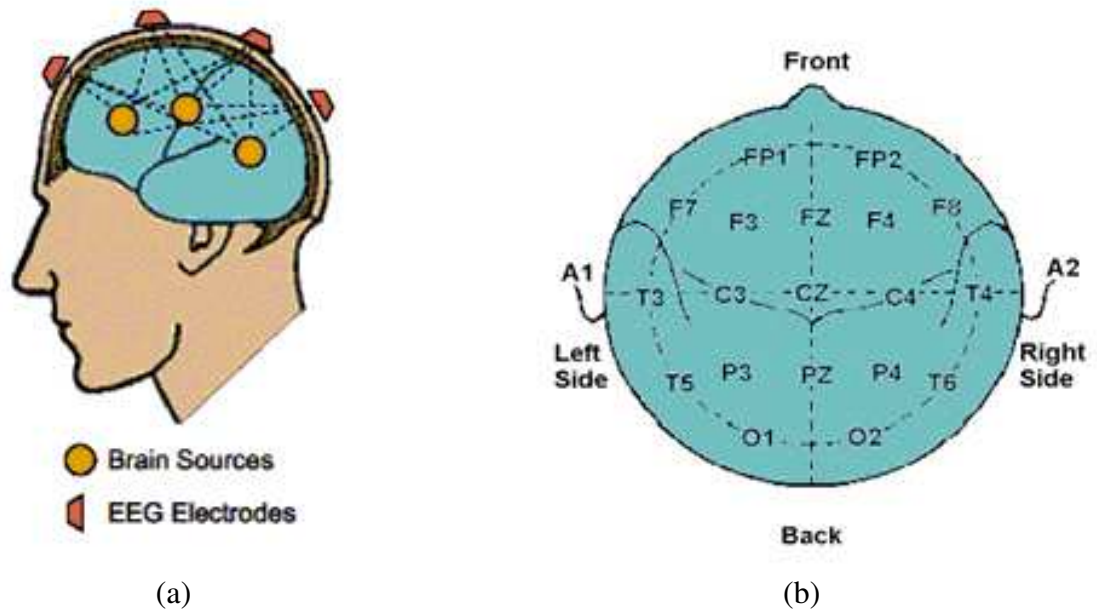 Brain Sources
EEG Electrodes
(a)
Front
FP1 FP2
F7 F3 FZ F4 F8
A1 A2
T3 C3 CZ C4 T4
Left
Side
Right
Side
T5 P3 PZ P4 T6
O1 O2
Back
(b)